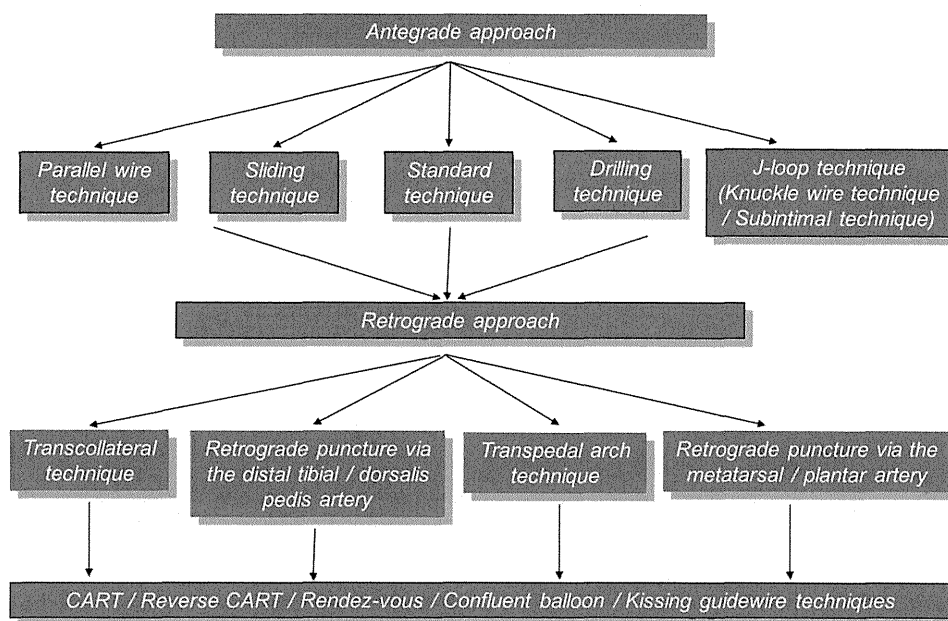 Antegrade approach
Parallel wire
technique
Sliding
technique
Standard
technique
Drilling
technique
J-loop technique
(Knuckle wire technique
/ Subintimal technique)
Retrograde approach
Transcollateral
technique
Retrograde puncture via
the distal tibial / dorsalis
pedis artery
Transpedal arch
technique
Retrograde puncture via the
metatarsal / plantar artery
CART / Reverse CART / Rendez-vous / Confluent balloon / Kissing guidewire techniques